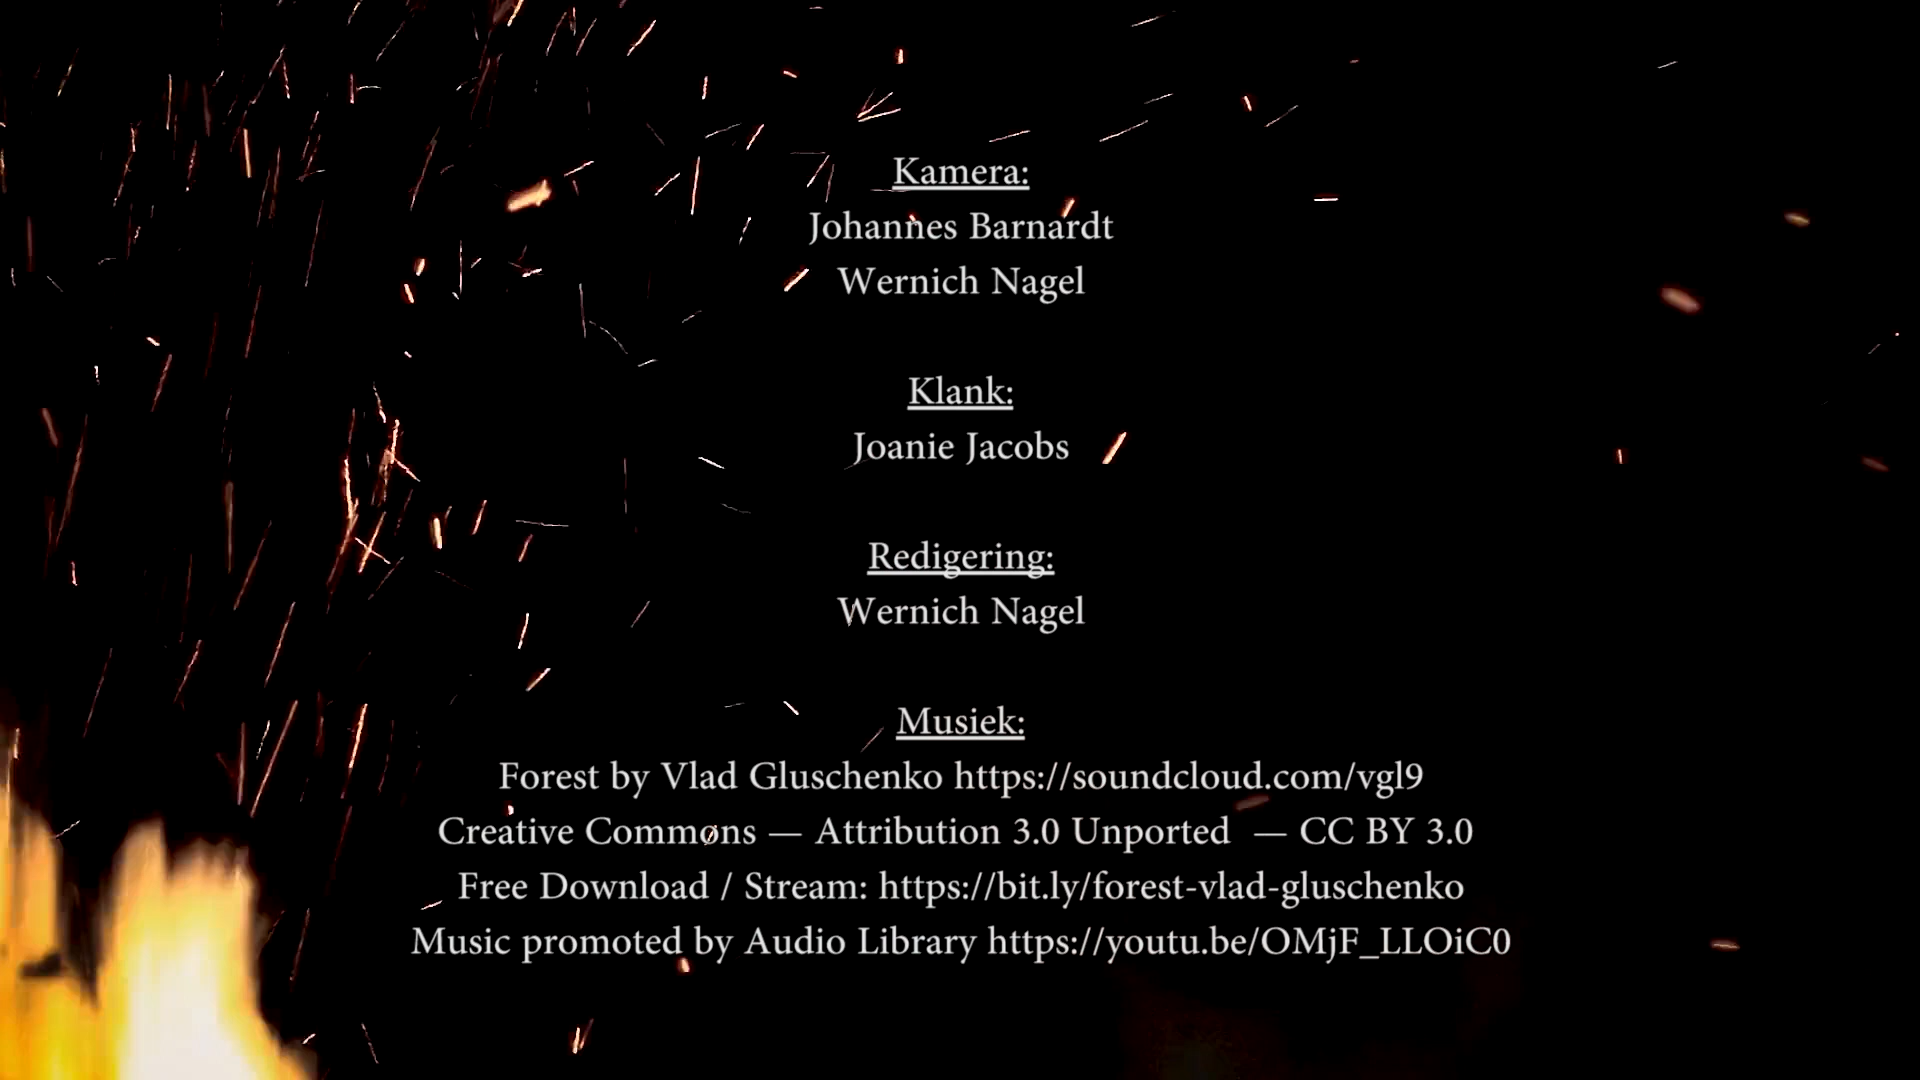 Kamera:
Johannes Barnardt
Wernich Nagel
Klank:
Joanie Jacobs
Redigering:
Wernich Nagel
Musiek:
Forest by Vlad Gluschenko https://soundcloud.com/vgl9
Creative Commons — Attribution 3.0 Unported — CC BY 3.0
Free Download / Stream: https://bit.ly/forest-vlad-gluschenko
Music promoted by Audio Library https://youtu.be/OMjF_LLOiC0